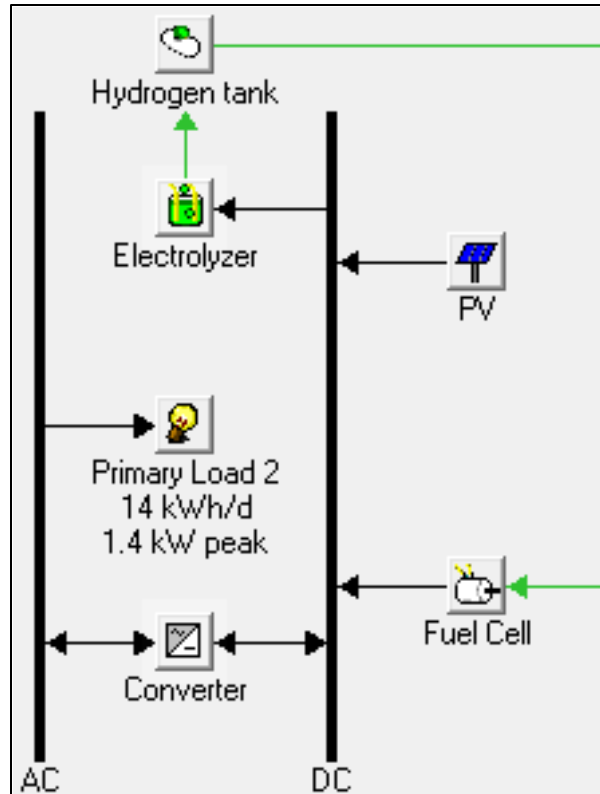 Hydrogen tank
Electrolyzer
PV
Primary Load 2
14 kWh/d
1.4 kW peak
Fuel Cell
Converter
AC
DC